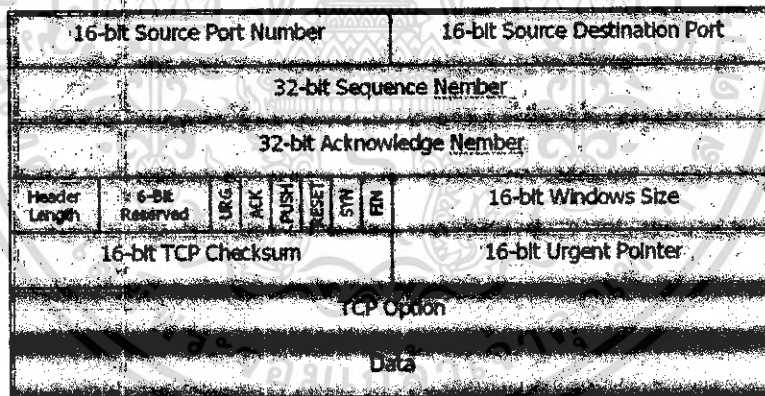 16-bit Source Port Number
16-bit Source Destination Port
32-bit Sequence Nember
32-bit Acknowledge Nember
Header Length
6-Bit Reserved
URG
ACK
PUSH
RESET
SYN
FIN
16-bit Windows Size
16-bit TCP Checksum
16-bit Urgent Pointer
TCP Option
Data